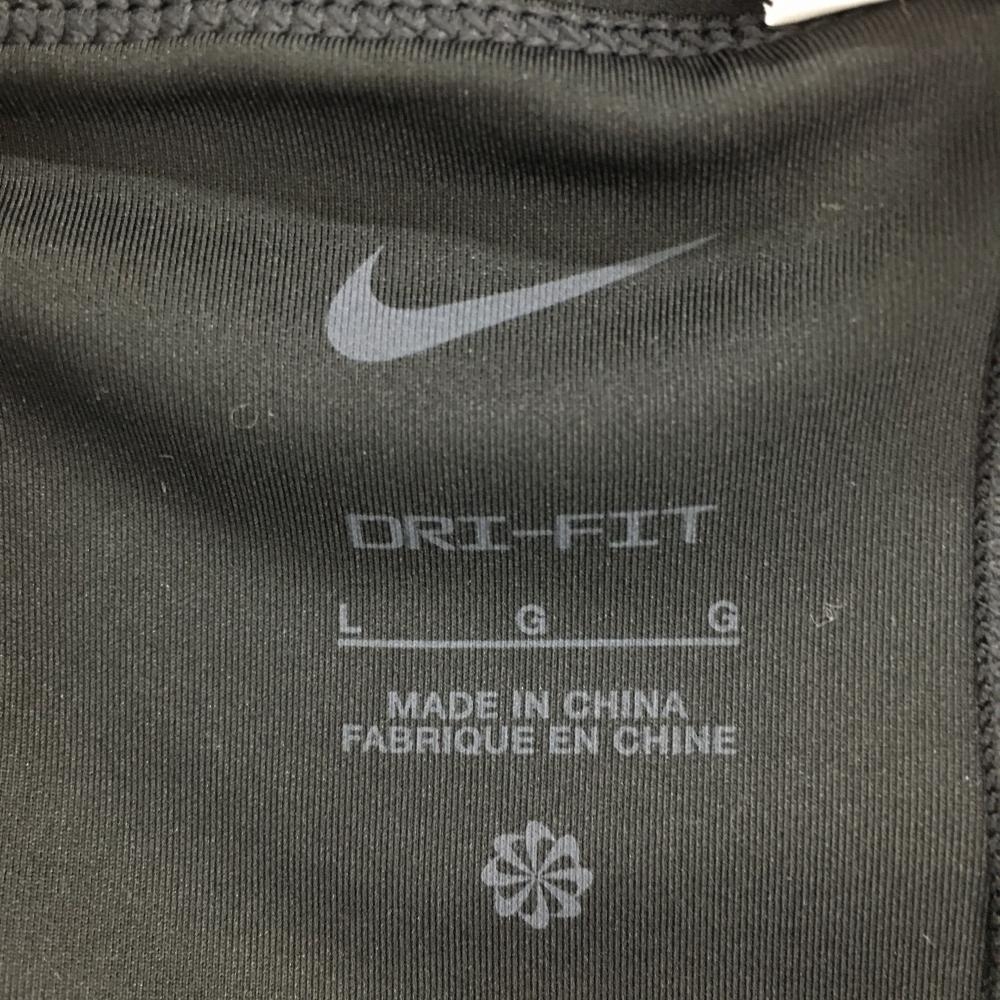 DRI-FIT
L G G
MADE IN CHINA
FABRIQUE EN CHINE